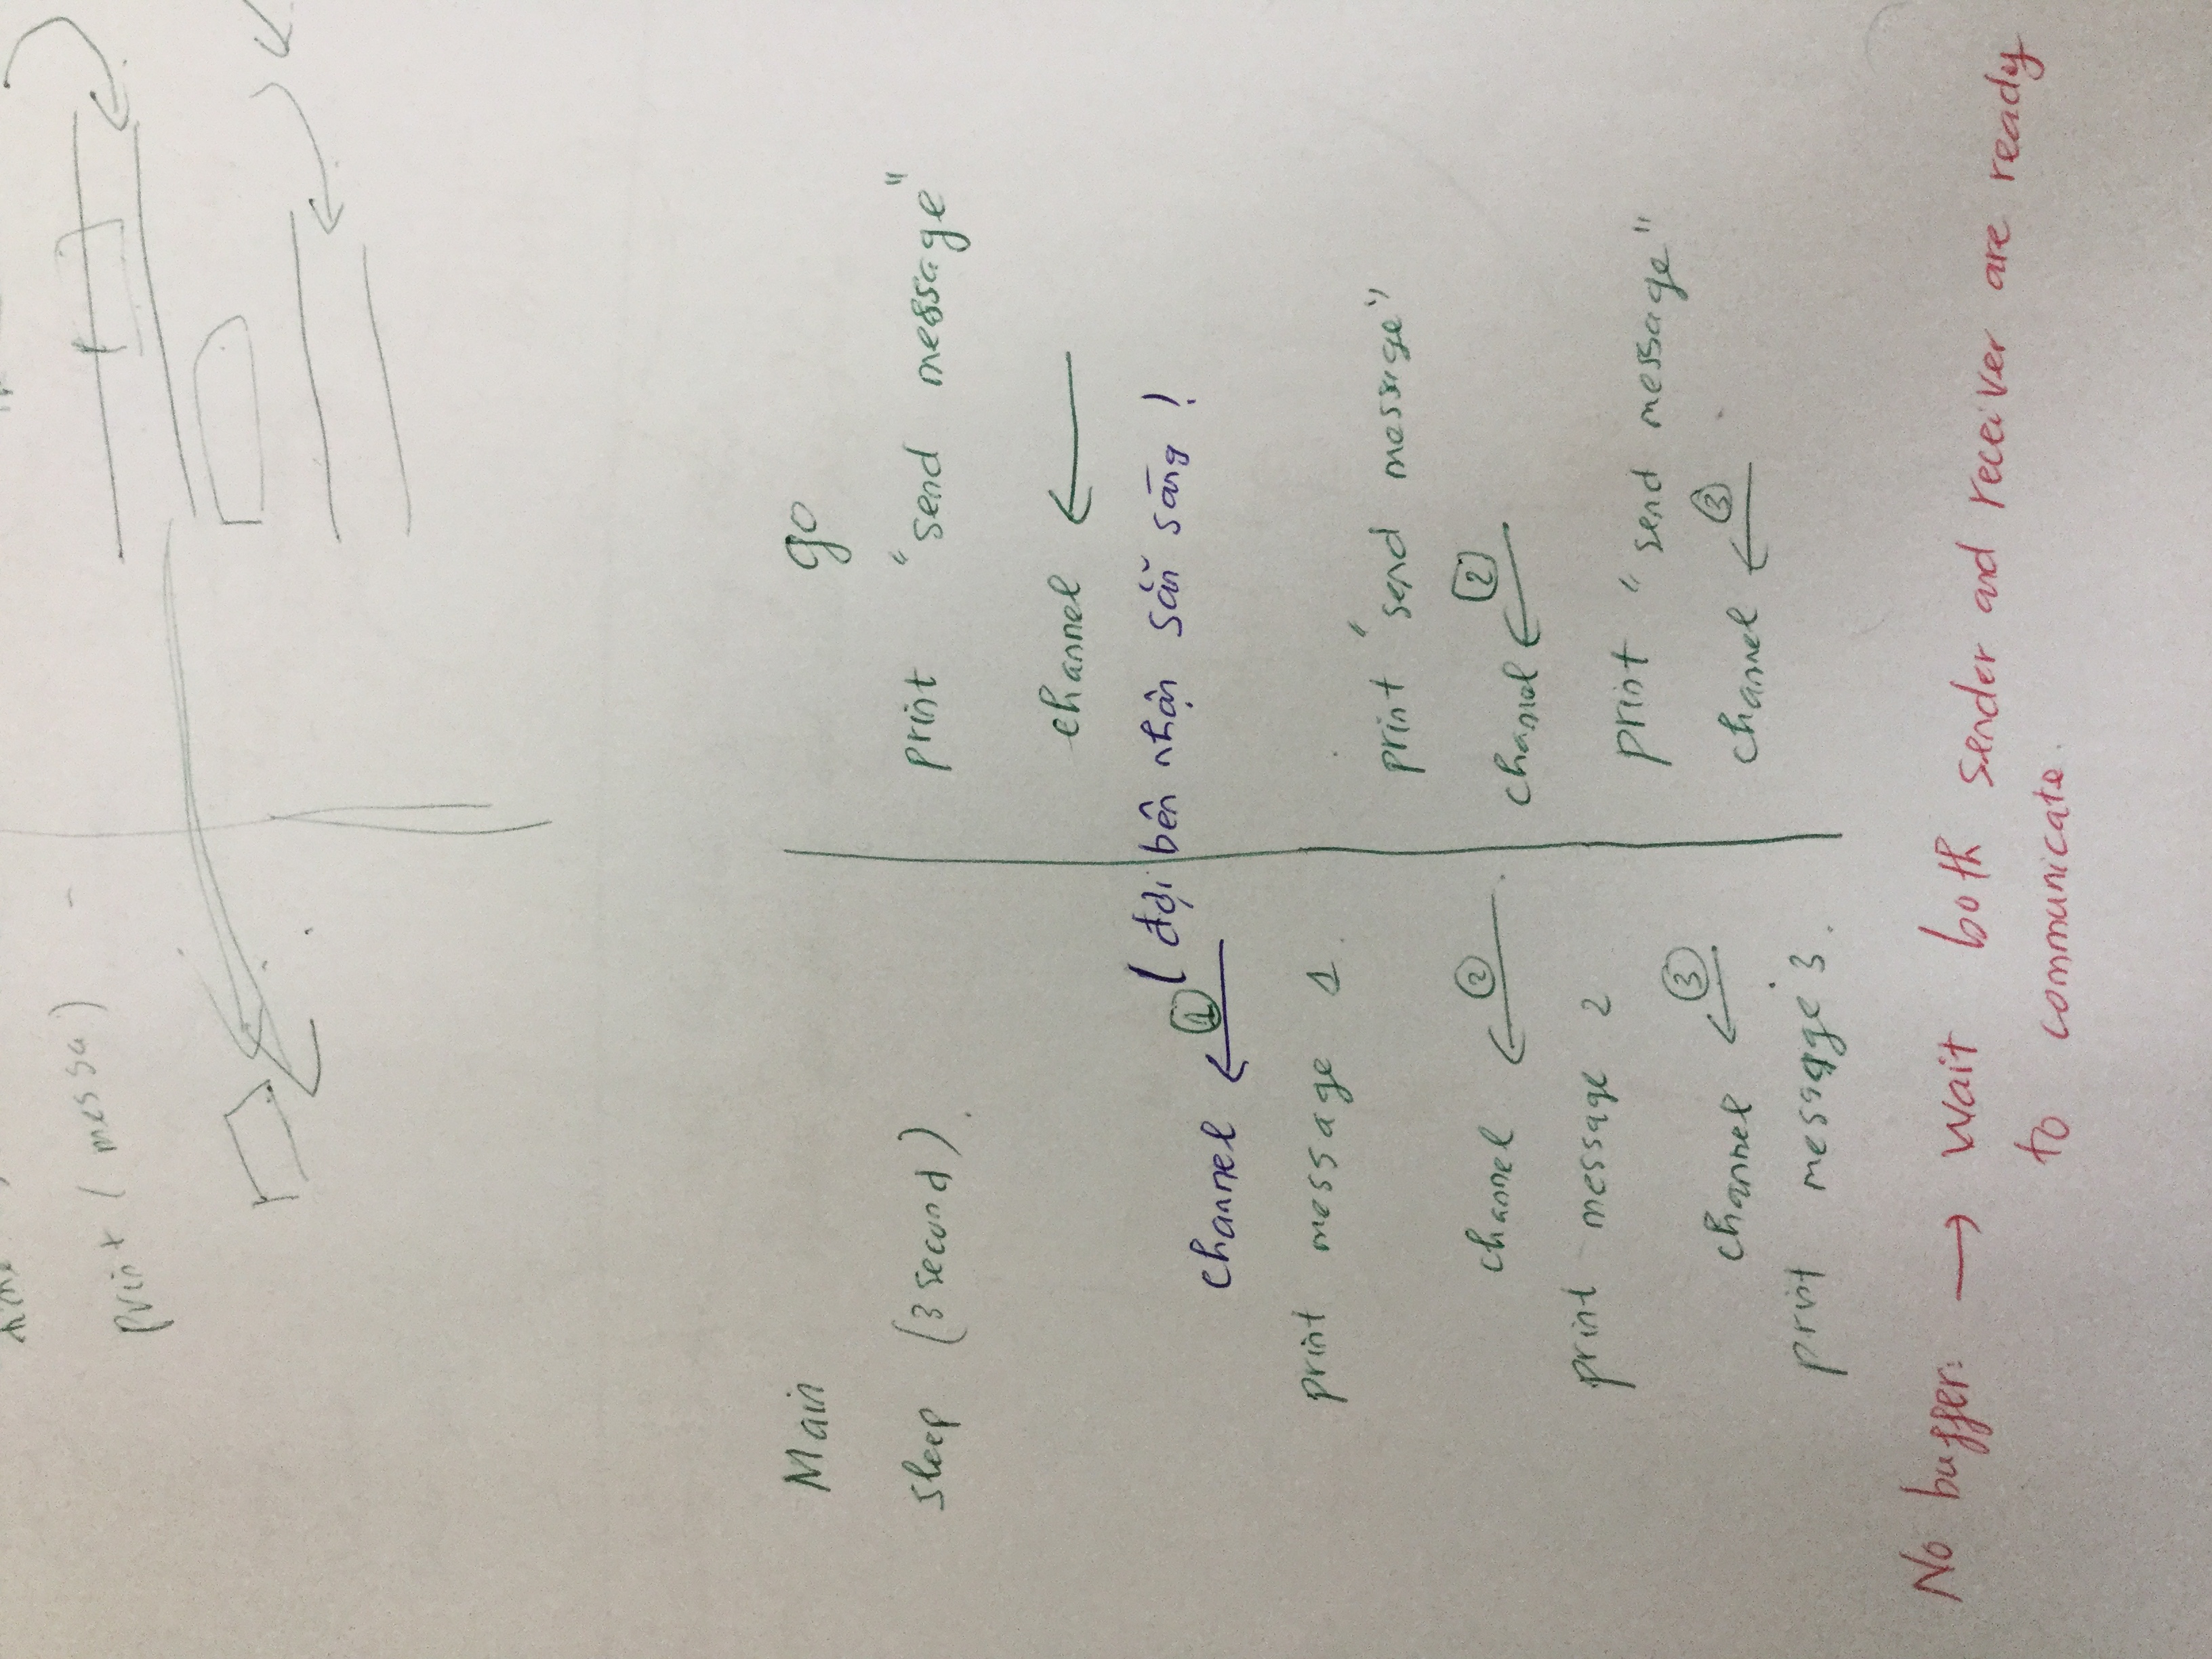 print ( messa )
Main
go
sleep (3 second)
print "send message"
channel ←
( đợi bên nhận sẵn sàng !
channel ← 1
print message 1.
print "send message"
channel ← 2
channel ← 2
print message 2
print "send message"
channel ← 3
channel ← 3
print message 3.
No buffer: → Wait both sender and receiver are ready
to communicate.